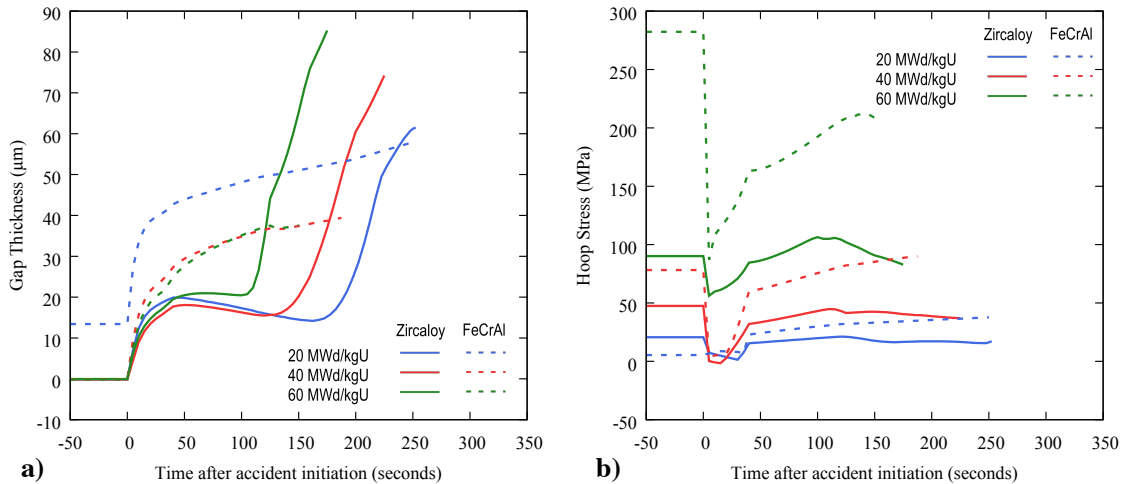 90
80
70
60
50
40
30
20
10
0
-10
Gap Thickness (μm)
Zircaloy FeCrAl
20 MWd/kgU
40 MWd/kgU
60 MWd/kgU
-50 0 50 100 150 200 250 300 350
Time after accident initiation (seconds)
a)
300
250
200
150
100
50
0
-50
Hoop Stress (MPa)
Zircaloy FeCrAl
20 MWd/kgU
40 MWd/kgU
60 MWd/kgU
-50 0 50 100 150 200 250 300 350
Time after accident initiation (seconds)
b)